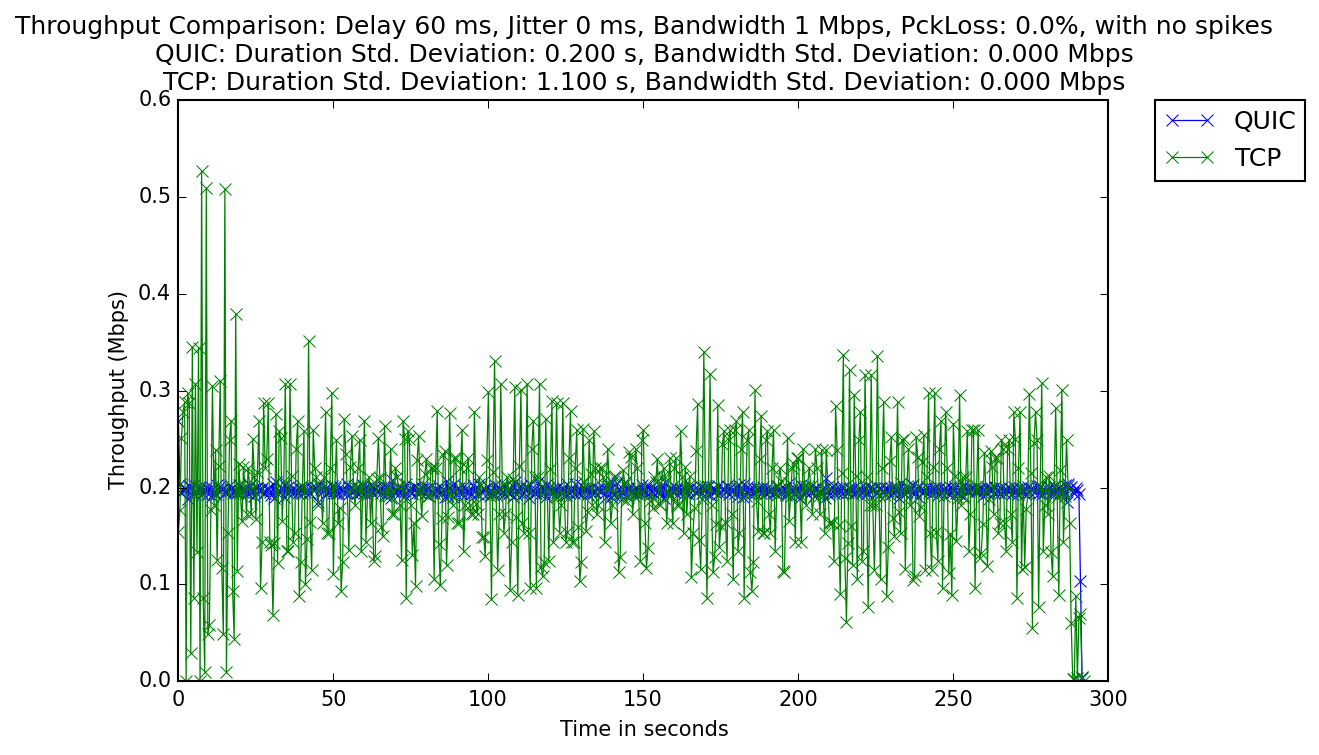 Throughput Comparison: Delay 60 ms, Jitter 0 ms, Bandwidth 1 Mbps, PckLoss: 0.0%, with no spikes
QUIC: Duration Std. Deviation: 0.200 s, Bandwidth Std. Deviation: 0.000 Mbps
TCP: Duration Std. Deviation: 1.100 s, Bandwidth Std. Deviation: 0.000 Mbps
0.6
0.5
0.4
0.3
0.2
0.1
0.0
Throughput (Mbps)
0
50
100
150
200
250
300
Time in seconds
QUIC
TCP